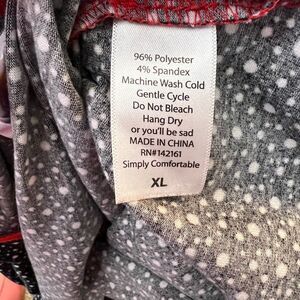 96% Polyester
4% Spandex
Machine Wash Cold
Gentle Cycle
Do Not Bleach
Hang Dry
or you'll be sad
MADE IN CHINA
RN#142161
Simply Comfortable
XL